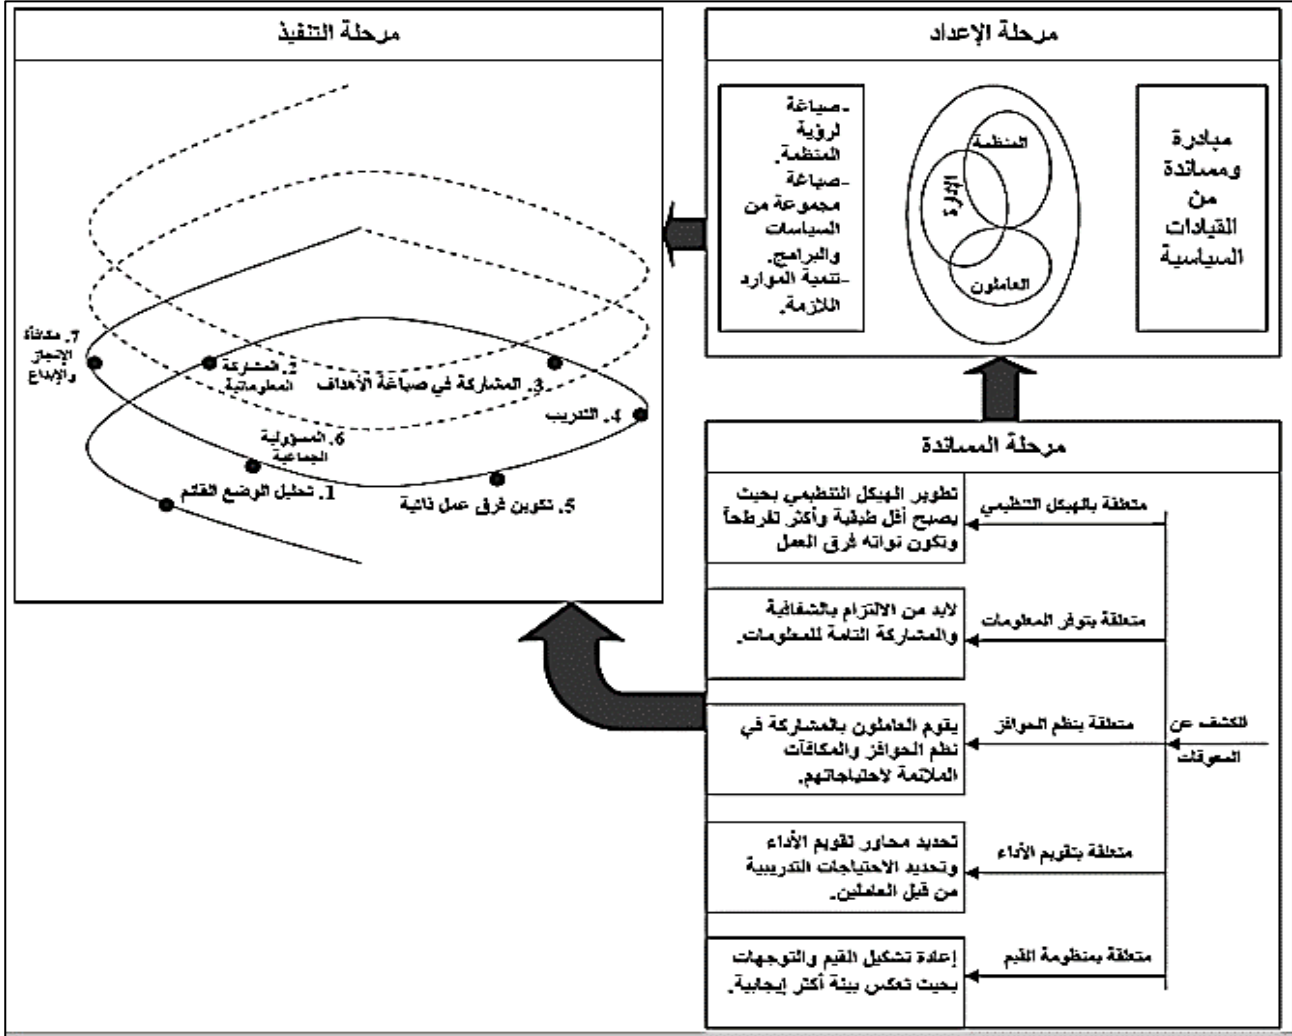 مرحلة الإعداد
مبادرة
ومساندة
من
القيادات
السياسية
المنظمة
الإدارة
العاملون
-صياغة
لرؤية
المنظمة.
-صياغة
مجموعة من
السياسات
والبرامج.
-تنمية الموارد
اللازمة.
مرحلة التنفيذ
1. تحليل الوضع القائم
2. المشاركة
المعلوماتية
3. المشاركة في صياغة الأهداف
4. التدريب
5. تكوين فرق عمل ذاتية
6. المسؤولية
الجماعية
7. مكافأة
الإنجاز
والإبداع
مرحلة المساندة
للكشف عن
المعوقات
متعلقة بالهيكل التنظيمي
تطوير الهيكل التنظيمي بحيث
يصبح أقل طبقية وأكثر تفرطحاً
وتكون نواته فرق العمل
متعلقة بتوفر المعلومات
لابد من الالتزام بالشفافية
والمشاركة التامة للمعلومات.
متعلقة بنظم الحوافز
يقوم العاملون بالمشاركة في
نظم الحوافز والمكافآت
الملائمة لاحتياجاتهم.
متعلقة بتقويم الأداء
تحديد محاور تقويم الأداء
وتحديد الاحتياجات التدريبية
من قبل العاملين.
متعلقة بمنظومة القيم
إعادة تشكيل القيم والتوجهات
بحيث تعكس بيئة أكثر إيجابية.